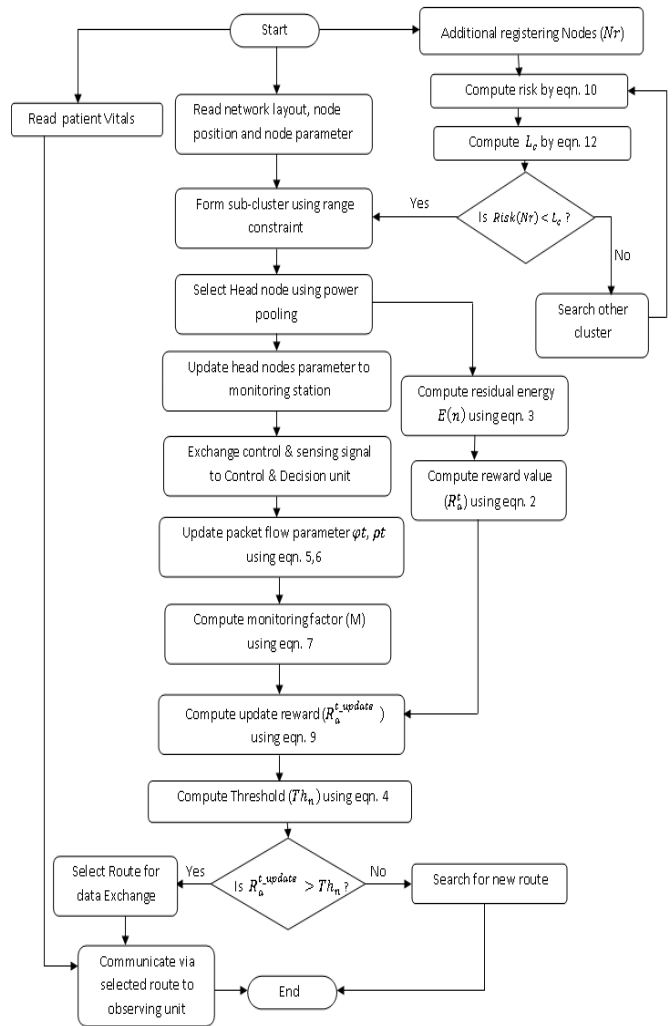 Start
Additional registering Nodes (Nr)
Read patient Vitals
Read network layout, node
position and node parameter
Compute risk by eqn. 10
Compute L_c by eqn. 12
Is Risk(Nr) < L_c ?
Yes
No
Form sub-cluster using range
constraint
Search other
cluster
Select Head node using power
pooling
Update head nodes parameter to
monitoring station
Compute residual energy
E(n) using eqn. 3
Exchange control & sensing signal
to Control & Decision unit
Compute reward value
(R_a^t) using eqn. 2
Update packet flow parameter φt, ρt
using eqn. 5,6
Compute monitoring factor (M)
using eqn. 7
Compute update reward (R_a^{t_update} )
using eqn. 9
Compute Threshold (Th_n) using eqn. 4
Is R_a^{t_update} > Th_n ?
Yes
No
Select Route for
data Exchange
Search for new route
Communicate via
selected route to
observing unit
End